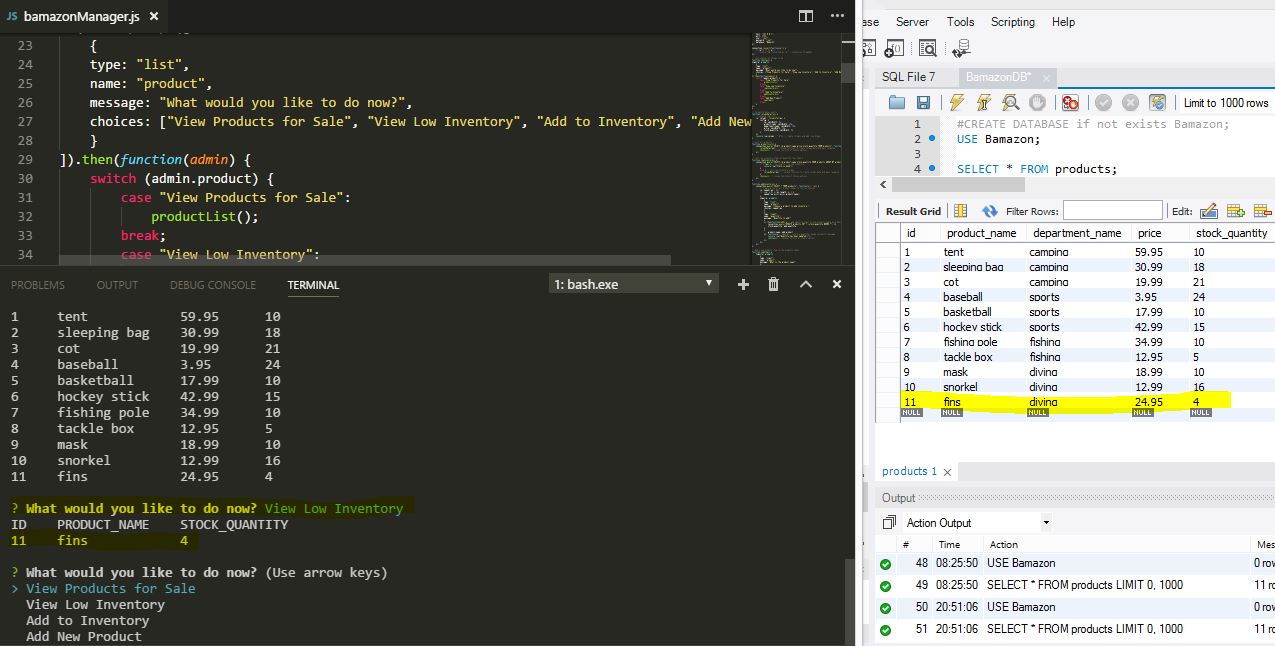 JS bamazonManager.js ×
23 {
24 type: "list",
25 name: "product",
26 message: "What would you like to do now?",
27 choices: ["View Products for Sale", "View Low Inventory", "Add to Inventory", "Add New
28 }
29 ]).then(function(admin) {
30 switch (admin.product) {
31 case "View Products for Sale":
32 productList();
33 break;
34 case "View Low Inventory":
PROBLEMS OUTPUT DEBUG CONSOLE TERMINAL 1: bash.exe
1 tent 59.95 10
2 sleeping bag 30.99 18
3 cot 19.99 21
4 baseball 3.95 24
5 basketball 17.99 10
6 hockey stick 42.99 15
7 fishing pole 34.99 10
8 tackle box 12.95 5
9 mask 18.99 10
10 snorkel 12.99 16
11 fins 24.95 4
? What would you like to do now? View Low Inventory
ID PRODUCT_NAME STOCK_QUANTITY
11 fins 4
? What would you like to do now? (Use arrow keys)
> View Products for Sale
View Low Inventory
Add to Inventory
Add New Product
ase Server Tools Scripting Help
SQL File 7 BamazonDB* ×
Limit to 1000 rows
1 #CREATE DATABASE if not exists Bamazon;
2 USE Bamazon;
3
4 SELECT * FROM products;
Result Grid Filter Rows: Edit:
id product_name department_name price stock_quantity
1 tent camping 59.95 10
2 sleeping bag camping 30.99 18
3 cot camping 19.99 21
4 baseball sports 3.95 24
5 basketball sports 17.99 10
6 hockey stick sports 42.99 15
7 fishing pole fishing 34.99 10
8 tackle box fishing 12.95 5
9 mask diving 18.99 10
10 snorkel diving 12.99 16
11 fins diving 24.95 4
NULL NULL NULL NULL NULL
products 1 ×
Output
Action Output
# Time Action Mes
48 08:25:50 USE Bamazon 0 row
49 08:25:50 SELECT * FROM products LIMIT 0, 1000 11 ro
50 20:51:06 USE Bamazon 0 row
51 20:51:06 SELECT * FROM products LIMIT 0, 1000 11 ro